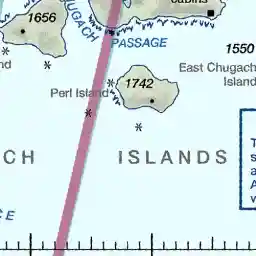 cabins
1656
CHUGACH
PASSAGE
1550
East Chugach
Island
1742
Perl Island
CH
ISLANDS
CE